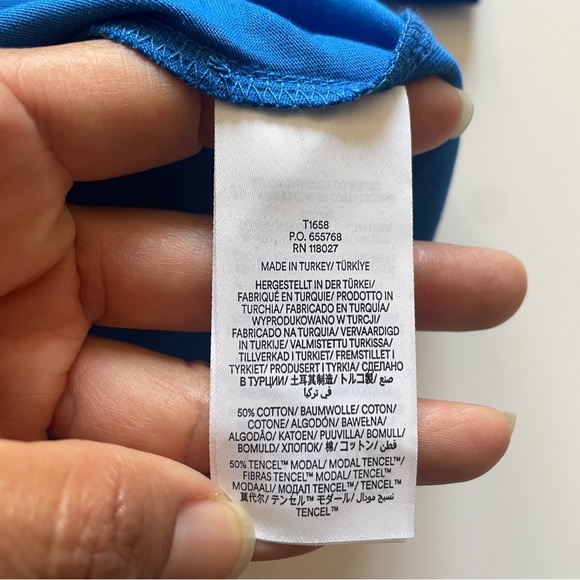 T1658
P.O. 655768
RN 118027
MADE IN TURKEY/ TÜRKİYE
HERGESTELLT IN DER TÜRKEI/
FABRIQUÉ EN TURQUIE/ PRODOTTO IN
TURCHIA/ FABRICADO EN TURQUÍA/
WYPRODUKOWANO W TURCJI/
FABRICADO NA TURQUIA/ VERVAARDIGD
IN TURKIJE/ VALMISTETTU TURKISSA/
TILLVERKAD I TURKIET/ FREMSTILLET I
TYRKIET/ PRODUSERT I TYRKIA/ СДЕЛАНО
В ТУРЦИИ/ 土耳其制造/ トルコ製/ صنع
في تركيا
50% COTTON/ BAUMWOLLE/ COTON/
COTONE/ ALGODÓN/ BAWEŁNA/
ALGODÃO/ KATOEN/ PUUVILLA/ BOMULL/
BOMULD/ ХЛОПОК/ 棉/ コットン/ قطن
50% TENCEL™ MODAL/ MODAL TENCEL™/
FIBRAS TENCEL™ MODAL/ TENCEL™
MODAALI/ МОДАЛ TENCEL™/ TENCEL™
莫代尔/ テンセル™ モダール/ نسيج مودال
TENCEL™